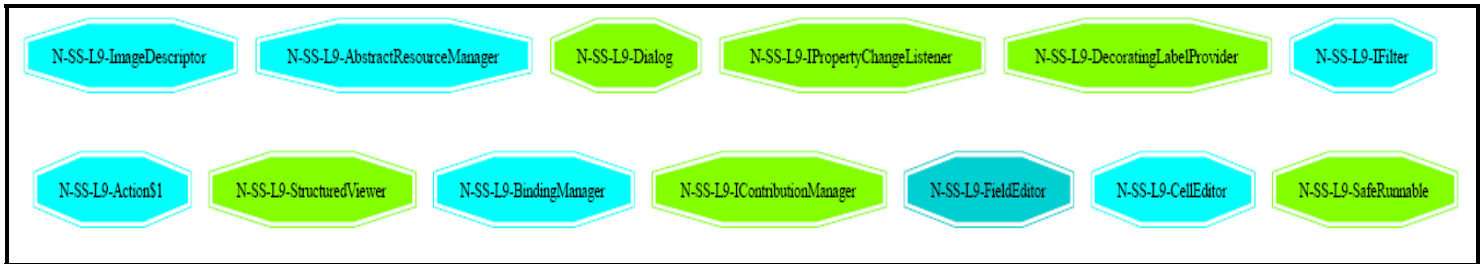 N-SS-L9-ImageDescriptor N-SS-L9-AbstractResourceManager N-SS-L9-Dialog N-SS-L9-IPropertyChangeListener N-SS-L9-DecoratingLabelProvider N-SS-L9-IFilter
N-SS-L9-Action$1 N-SS-L9-StructuredViewer N-SS-L9-BindingManager N-SS-L9-IContributionManager N-SS-L9-FieldEditor N-SS-L9-CellEditor N-SS-L9-SafeRunnable